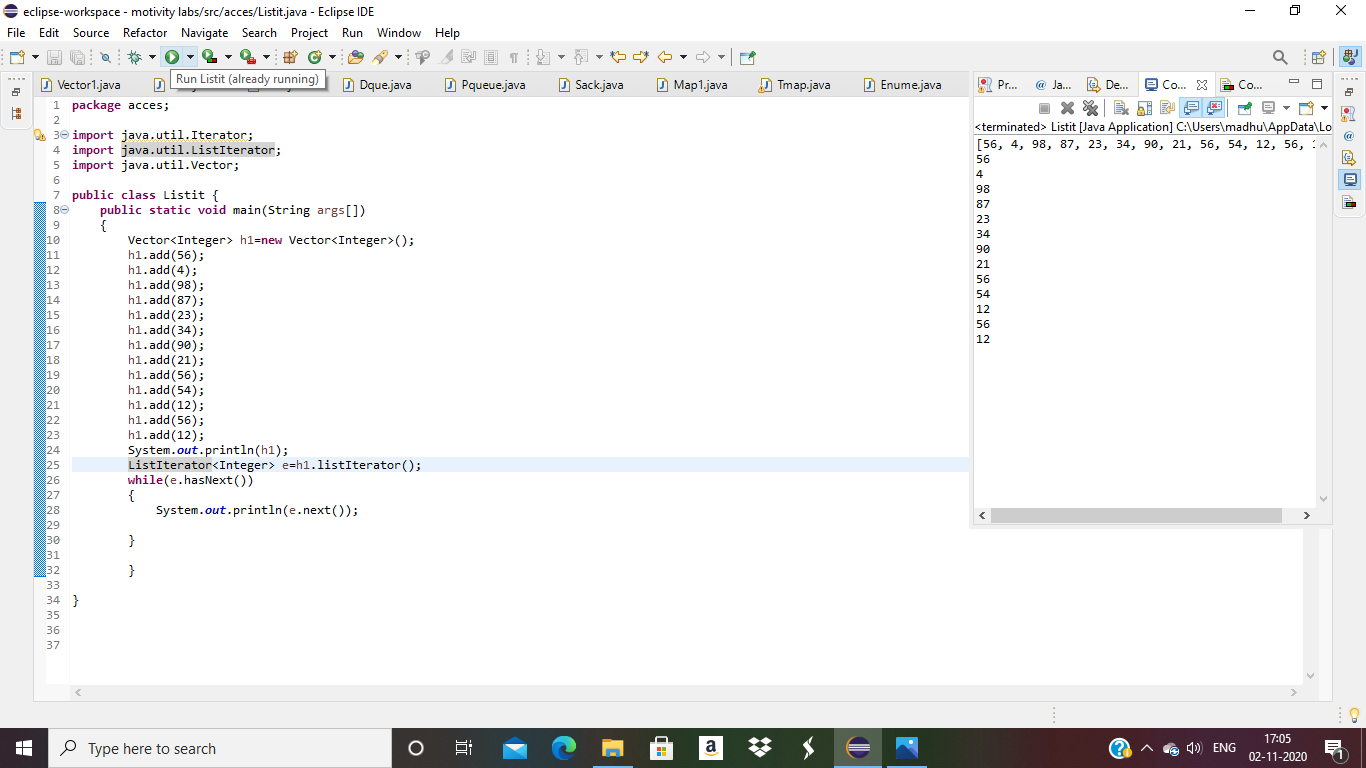 eclipse-workspace - motivity labs/src/acces/Listit.java - Eclipse IDE
File Edit Source Refactor Navigate Search Project Run Window Help
Run Listit (already running)
Vector1.java Dque.java Pqueue.java Sack.java Map1.java Tmap.java Enume.java
1 package acces;
2
3 import java.util.Iterator;
4 import java.util.ListIterator;
5 import java.util.Vector;
6
7 public class Listit {
8 public static void main(String args[])
9 {
10 Vector<Integer> h1=new Vector<Integer>();
11 h1.add(56);
12 h1.add(4);
13 h1.add(98);
14 h1.add(87);
15 h1.add(23);
16 h1.add(34);
17 h1.add(90);
18 h1.add(21);
19 h1.add(56);
20 h1.add(54);
21 h1.add(12);
22 h1.add(56);
23 h1.add(12);
24 System.out.println(h1);
25 ListIterator<Integer> e=h1.listIterator();
26 while(e.hasNext())
27 {
28 System.out.println(e.next());
29
30 }
31
32 }
33
34 }
35
36
37
Pr... Ja... De... Co... Co...
<terminated> Listit [Java Application] C:\Users\madhu\AppData\Lo
[56, 4, 98, 87, 23, 34, 90, 21, 56, 54, 12, 56,
56
4
98
87
23
34
90
21
56
54
12
56
12
Type here to search
ENG
17:05
02-11-2020
1